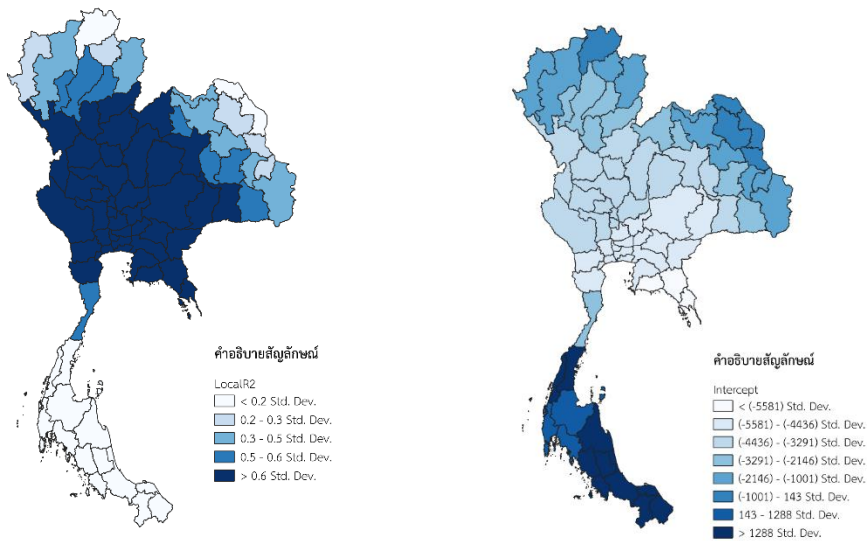 คำอธิบายสัญลักษณ์
LocalR2
< 0.2 Std. Dev.
0.2 - 0.3 Std. Dev.
0.3 - 0.5 Std. Dev.
0.5 - 0.6 Std. Dev.
> 0.6 Std. Dev.
คำอธิบายสัญลักษณ์
Intercept
< (-5581) Std. Dev.
(-5581) - (-4436) Std. Dev.
(-4436) - (-3291) Std. Dev.
(-3291) - (-2146) Std. Dev.
(-2146) - (-1001) Std. Dev.
(-1001) - 143 Std. Dev.
143 - 1288 Std. Dev.
> 1288 Std. Dev.